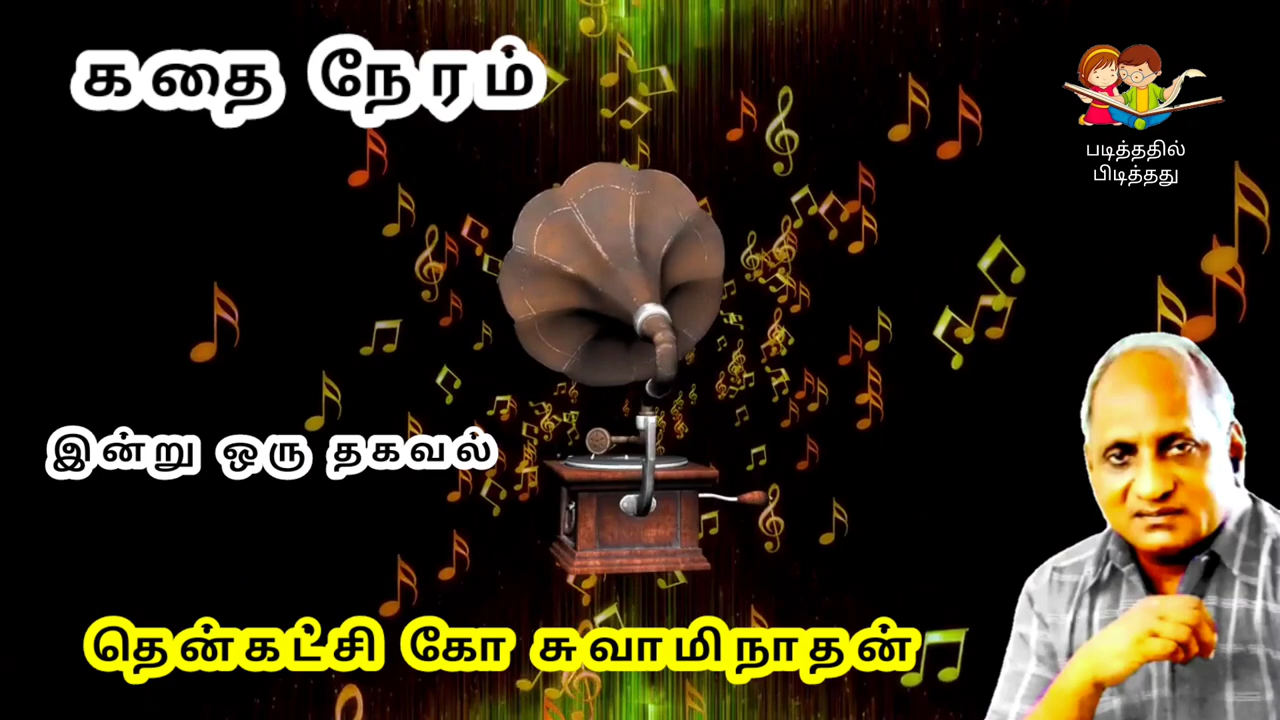 கதை நேரம்
படித்ததில்
பிடித்தது
இன்று ஒரு தகவல்
தென்கட்சி கோ சுவாமிநாதன்